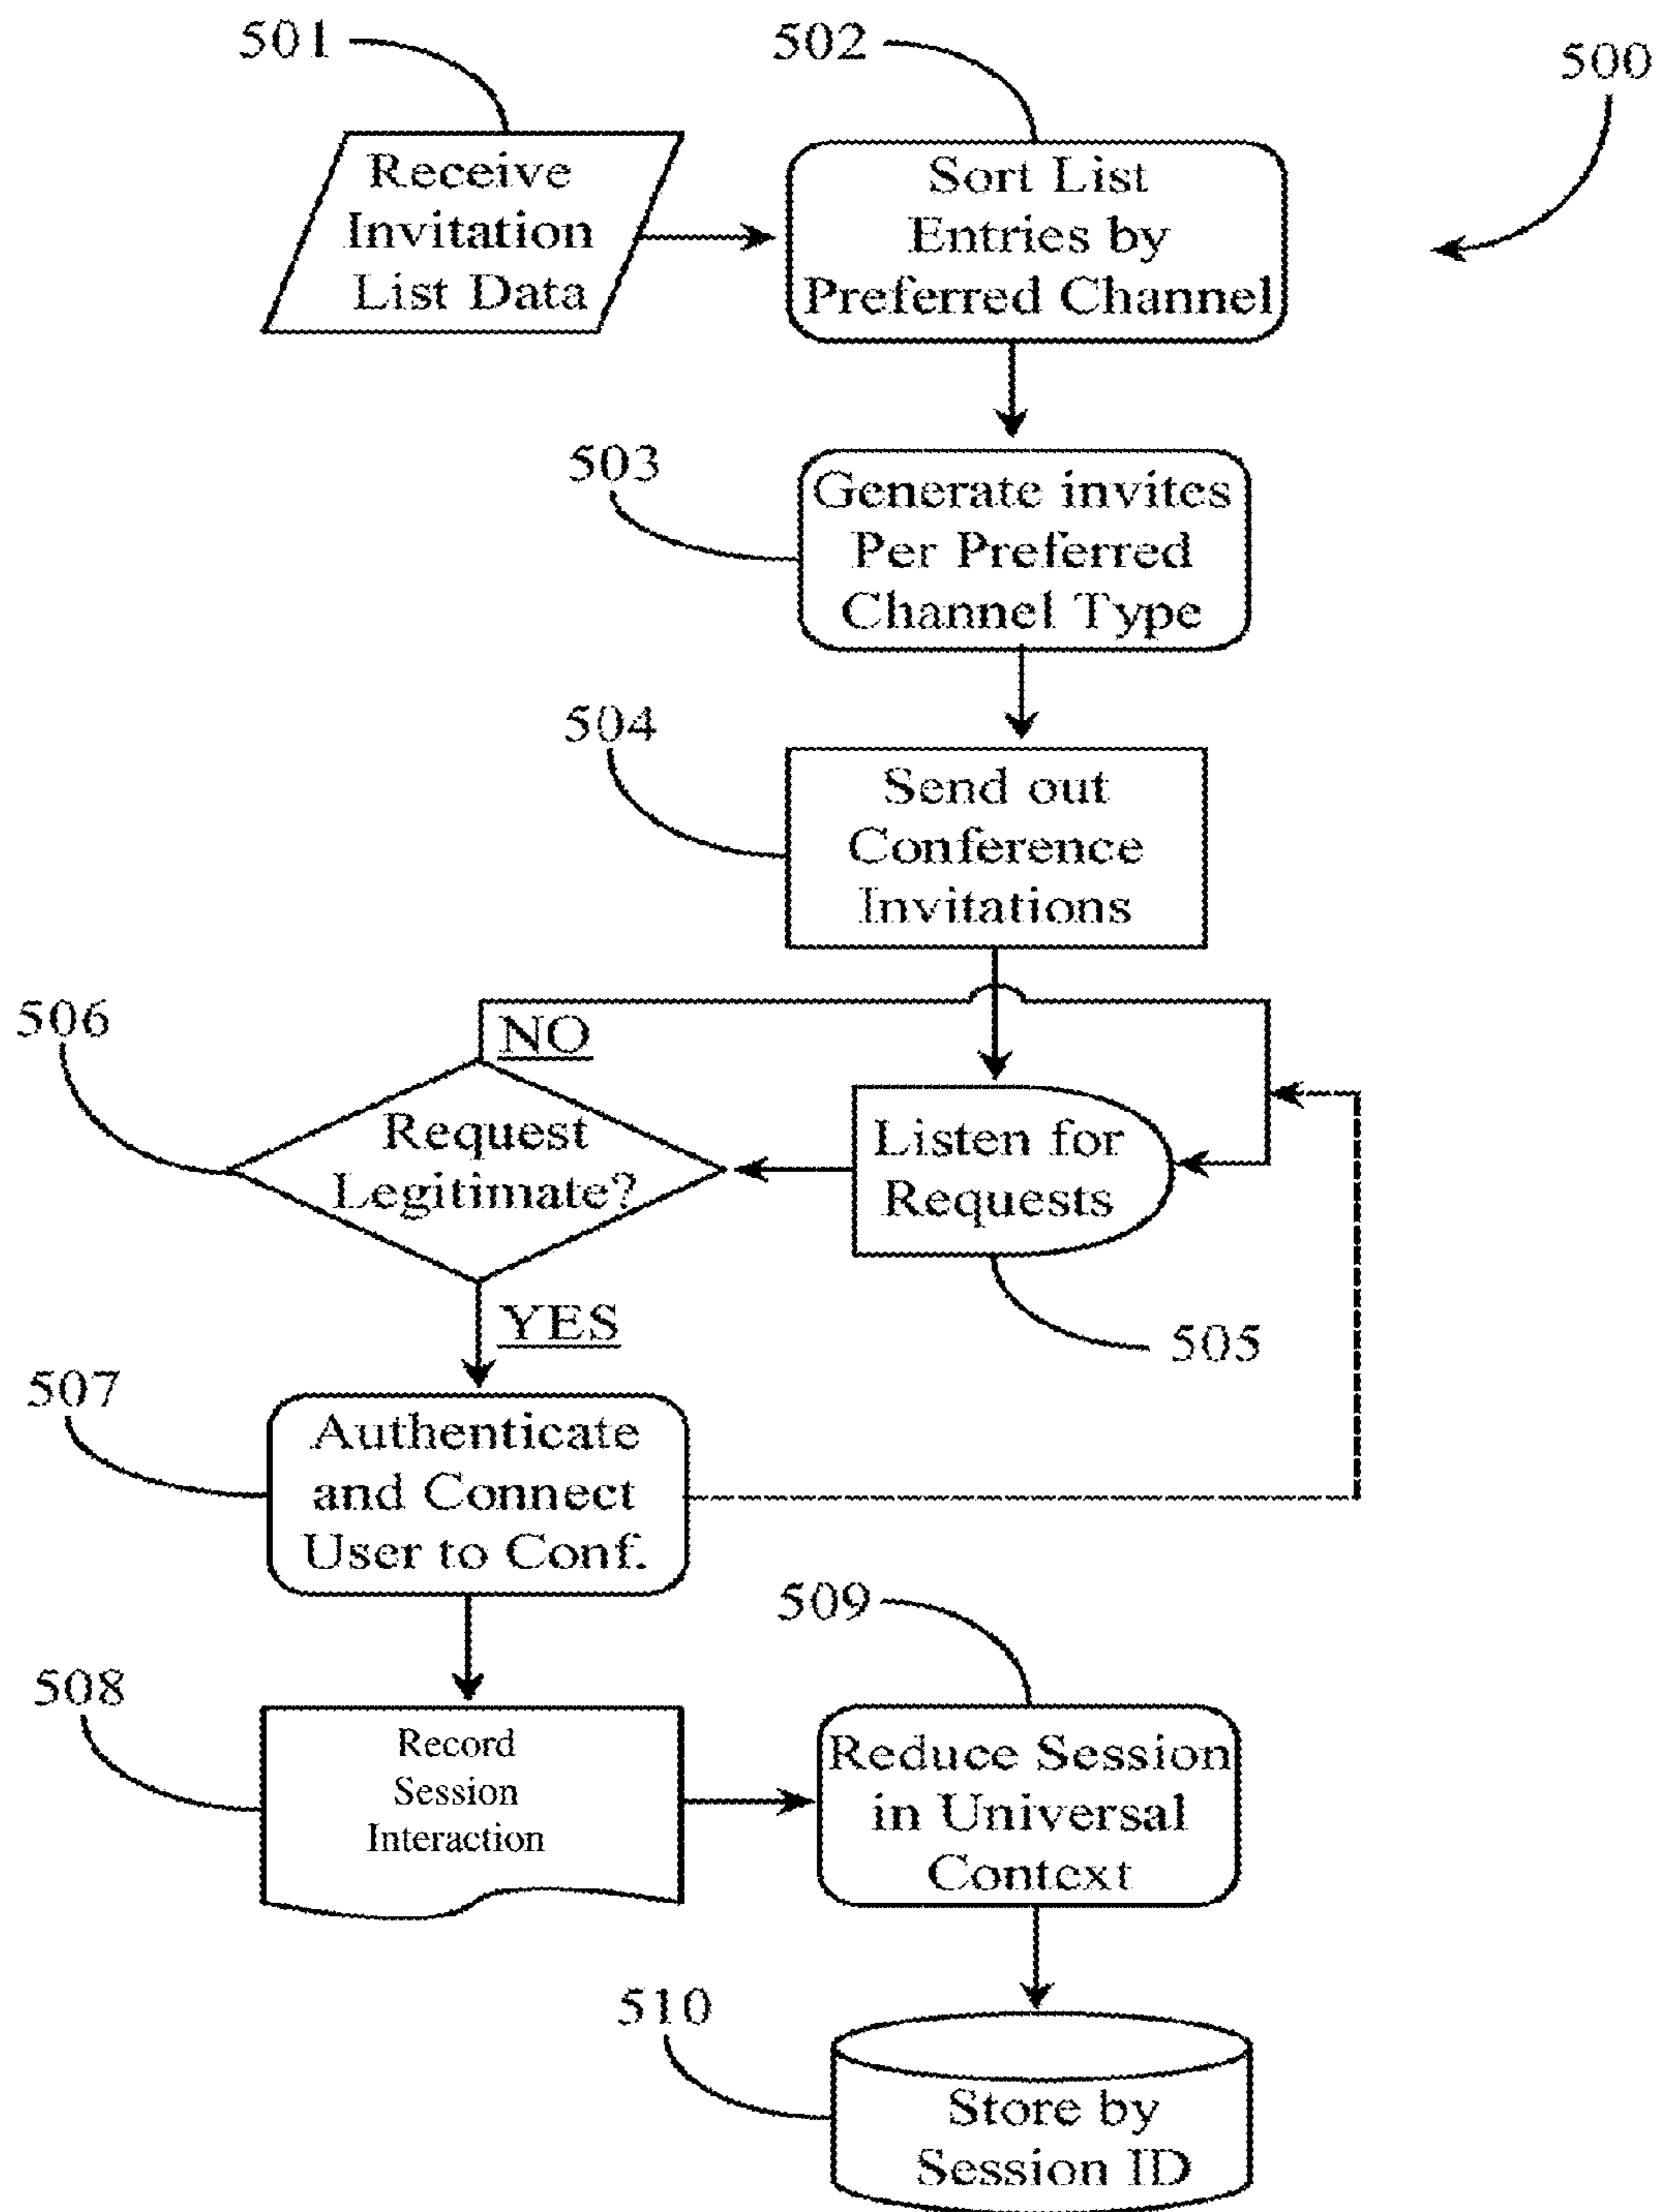 501
502
500
Receive
Invitation
List Data
Sort List
Entries by
Preferred Channel
503
Generate invites
Per Preferred
Channel Type
504
Send out
Conference
Invitations
506
NO
Request
Legitimate?
Listen for
Requests
YES
505
507
Authenticate
and Connect
User to Conf.
509
508
Record
Session
Interaction
Reduce Session
in Universal
Context
510
Store by
Session ID